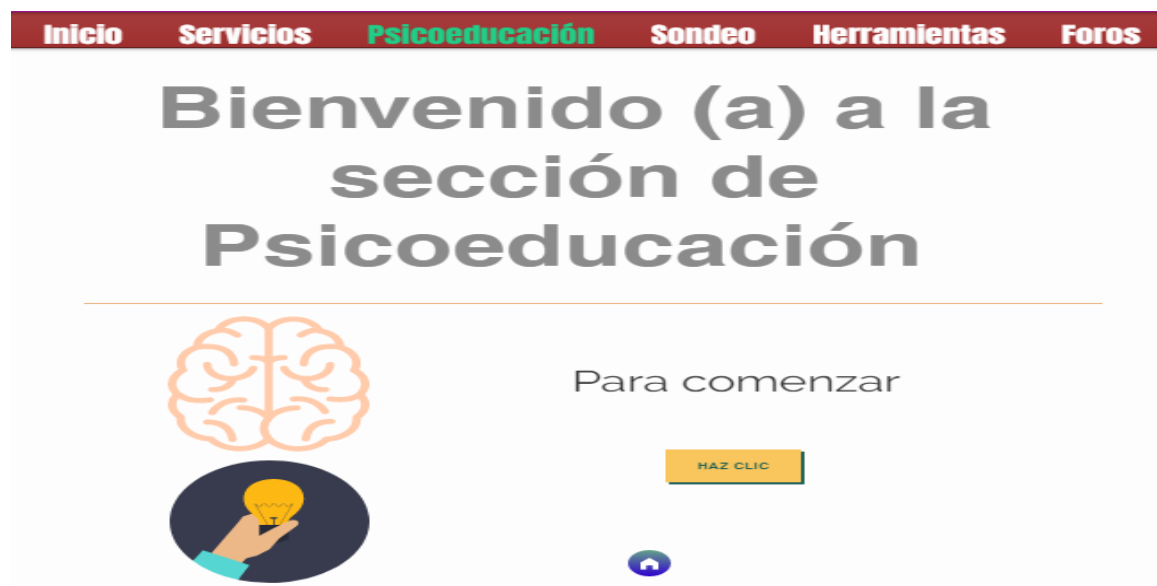 Inicio Servicios Psicoeducación Sondeo Herramientas Foros
Bienvenido (a) a la
sección de
Psicoeducación
Para comenzar
HAZ CLIC